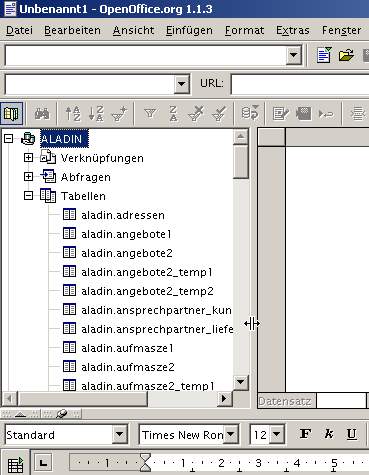 Unbenannt1 - OpenOffice.org 1.1.3
Datei Bearbeiten Ansicht Einfügen Format Extras Fenster
URL:
ALADIN
Verknüpfungen
Abfragen
Tabellen
aladin.adressen
aladin.angebote1
aladin.angebote2
aladin.angebote2_temp1
aladin.angebote2_temp2
aladin.ansprechpartner_kun
aladin.ansprechpartner_liefe
aladin.aufmasze1
aladin.aufmasze2
aladin.aufmasze2_temp1
Datensatz
Standard Times New Ron 12 F k U
1 1 2 3 4 5